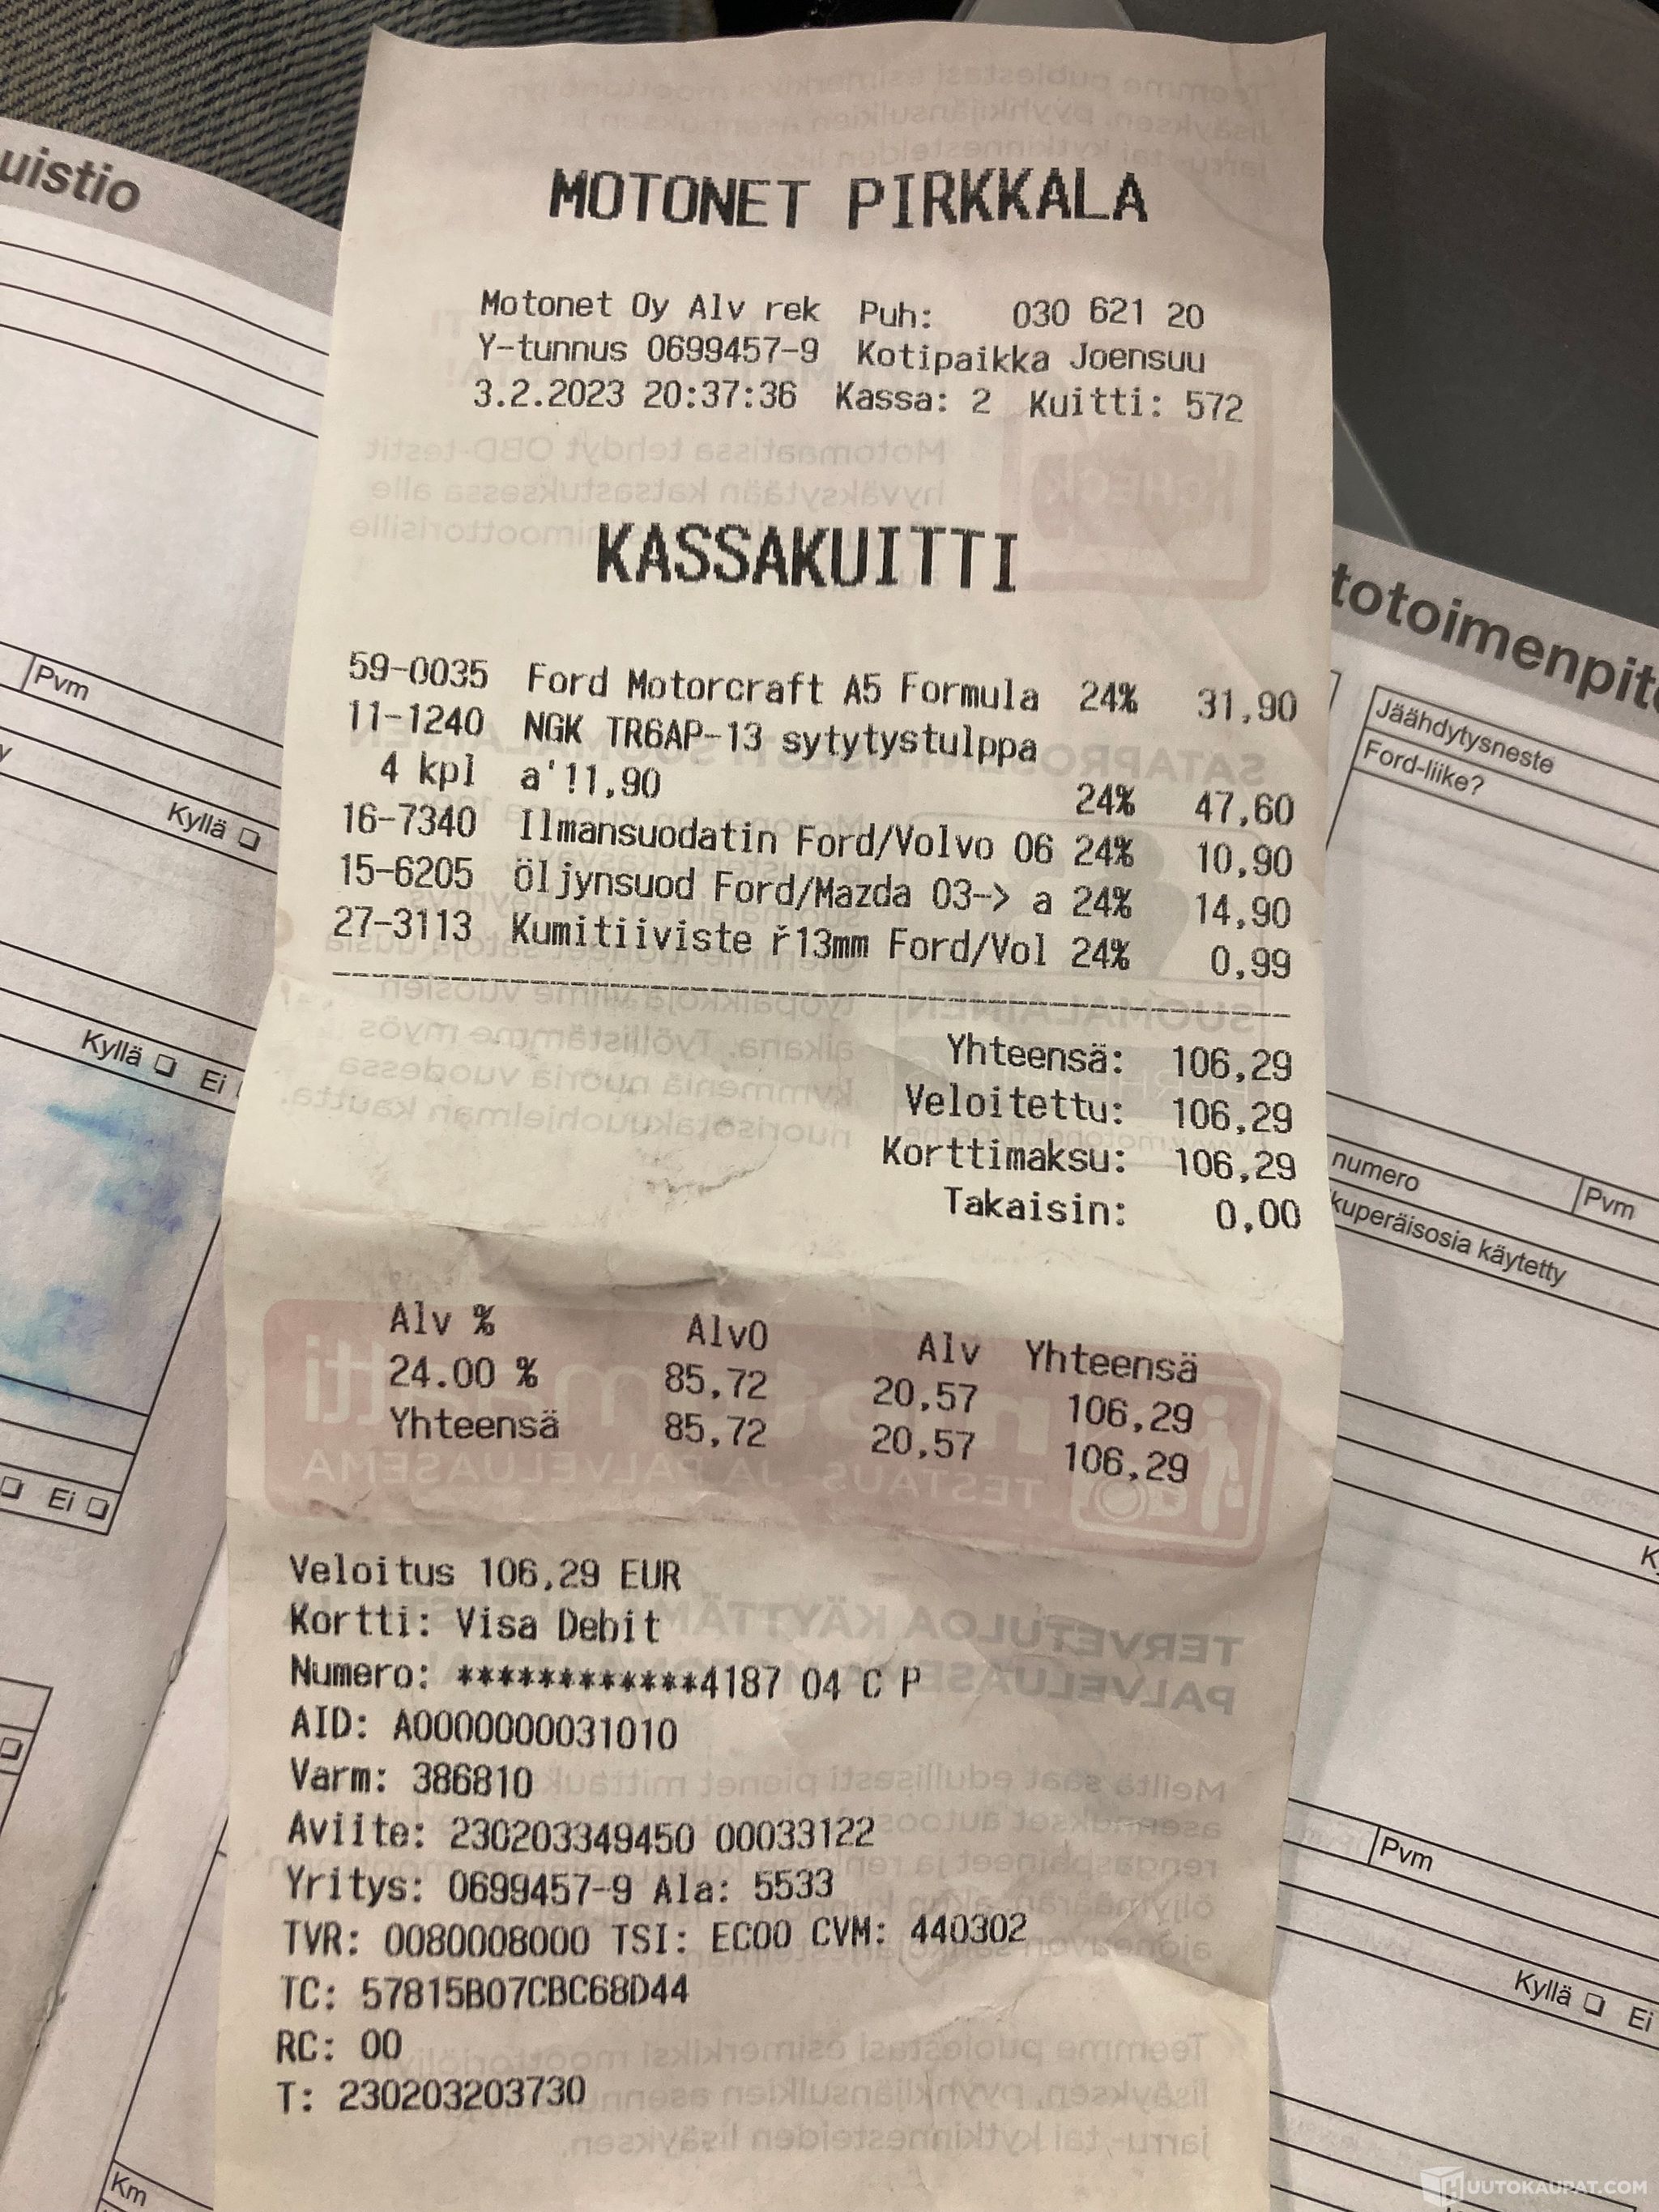 MOTONET PIRKKALA
Motonet Oy Alv rek Puh: 030 621 20
Y-tunnus 0699457-9 Kotipaikka Joensuu
3.2.2023 20:37:36 Kassa: 2 Kuitti: 572
KASSAKUITTI
59-0035 Ford Motorcraft A5 Formula 24% 31,90
11-1240 NGK TR6AP-13 sytytystulppa
4 kpl a'11,90 24% 47,60
16-7340 Ilmansuodatin Ford/Volvo 06 24% 10,90
15-6205 öljynsuod Ford/Mazda 03-> a 24% 14,90
27-3113 Kumitiiviste ř13mm Ford/Vol 24% 0,99
Yhteensä: 106,29
Veloitettu: 106,29
Korttimaksu: 106,29
Takaisin: 0,00
Alv % Alv0 Alv Yhteensä
24.00 % 85,72 20,57 106,29
Yhteensä 85,72 20,57 106,29
Veloitus 106,29 EUR
Kortti: Visa Debit
Numero: ************4187 04 C P
AID: A0000000031010
Varm: 386810
Aviite: 230203349450 00033122
Yritys: 0699457-9 Ala: 5533
TVR: 0080008000 TSI: EC00 CVM: 440302
TC: 57815B07CBC68D44
RC: 00
T: 230203203730
uistio
Pvm
Kyllä
Kyllä Ei
Ei
Km
totoimenpit
Jäähdytysneste
Ford-liike?
numero Pvm
kuperäisosia käytetty
Pvm
Kyllä Ei
HUUTOKAUPAT.COM